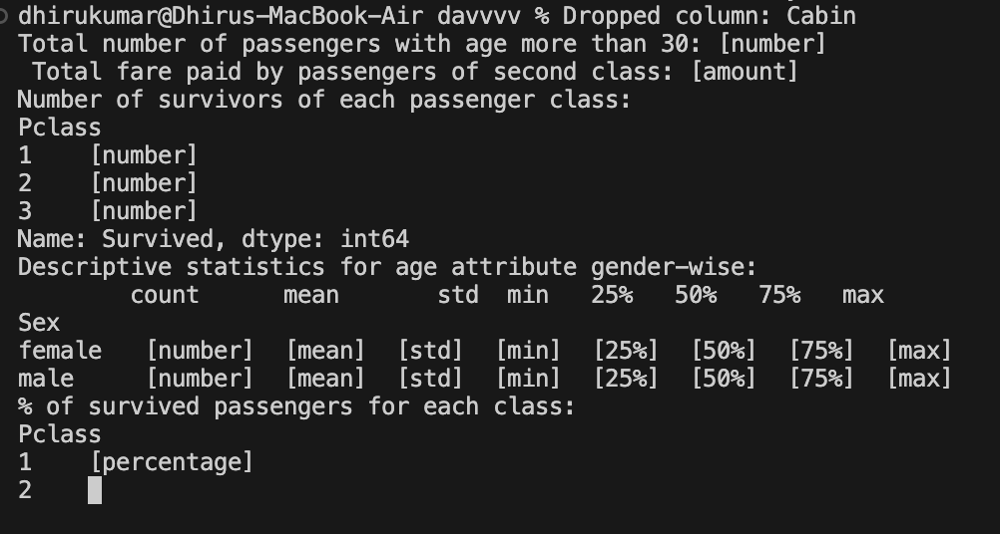 dhirukumar@Dhirus-MacBook-Air davvvv % Dropped column: Cabin
Total number of passengers with age more than 30: [number]
 Total fare paid by passengers of second class: [amount]
Number of survivors of each passenger class:
Pclass
1    [number]
2    [number]
3    [number]
Name: Survived, dtype: int64
Descriptive statistics for age attribute gender-wise:
        count      mean       std  min   25%   50%   75%   max
Sex
female   [number]  [mean]  [std]  [min]  [25%]  [50%]  [75%]  [max]
male     [number]  [mean]  [std]  [min]  [25%]  [50%]  [75%]  [max]
% of survived passengers for each class:
Pclass
1    [percentage]
2